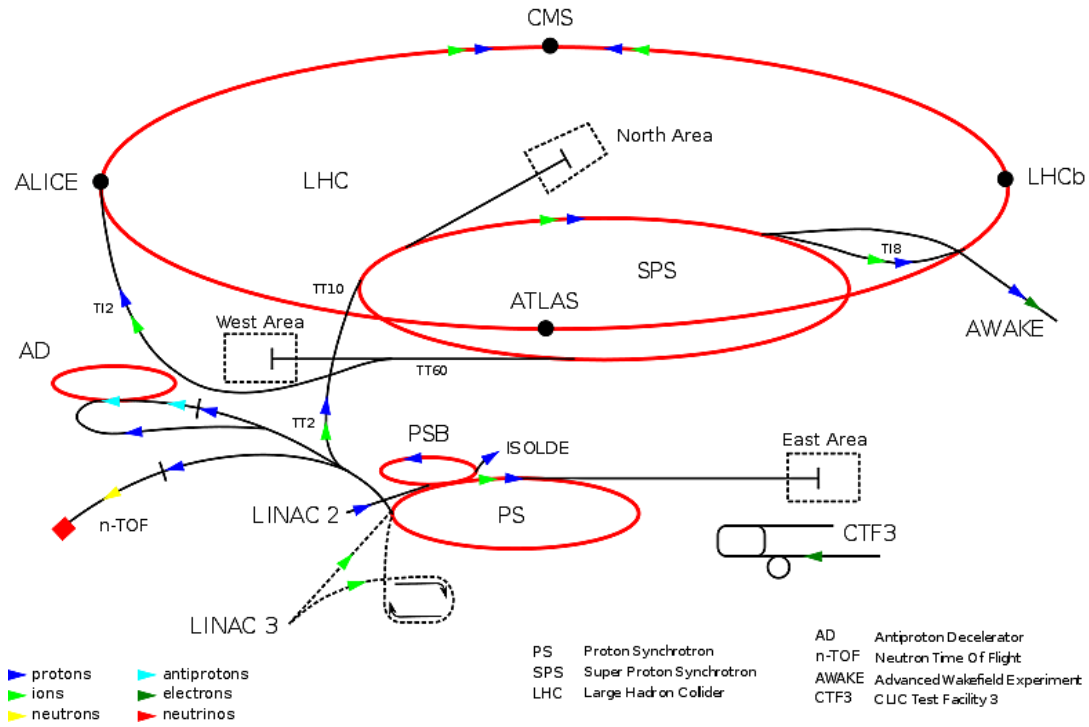 CMS
North Area
ALICE
LHC
LHCb
SPS
TI8
TT10
ATLAS
TI2
West Area
AWAKE
AD
TT60
TT2
PSB
ISOLDE
East Area
LINAC 2
PS
n-TOF
CTF3
LINAC 3
protons
ions
neutrons
antiprotons
electrons
neutrinos
PS Proton Synchrotron
SPS Super Proton Synchrotron
LHC Large Hadron Collider
AD Antiproton Decelerator
n-TOF Neutron Time Of Flight
AWAKE Advanced Wakefield Experiment
CTF3 CLIC Test Facility 3